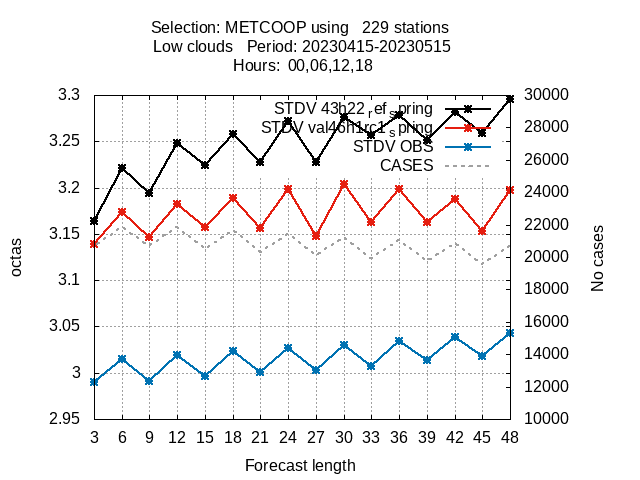 Selection: METCOOP using   229 stations
Low clouds   Period: 20230415-20230515
Hours:  00,06,12,18
3.3
3.25
3.2
3.15
3.1
3.05
3
2.95
30000
28000
26000
24000
22000
20000
18000
16000
14000
12000
10000
STDV 43h22_ref_spring
STDV val46h1rc1_spring
STDV OBS
CASES
octas
No cases
3 6 9 12 15 18 21 24 27 30 33 36 39 42 45 48
Forecast length